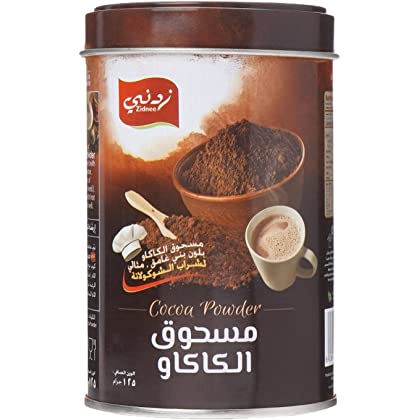 زدني
Zidnee
مسحوق الكاكاو
بلون بني غامق، مثالي
لشراب الشوكولاتة
Cocoa Powder
مسحوق
الكاكاو
الوزن الصافي:
١٢٥ جرام